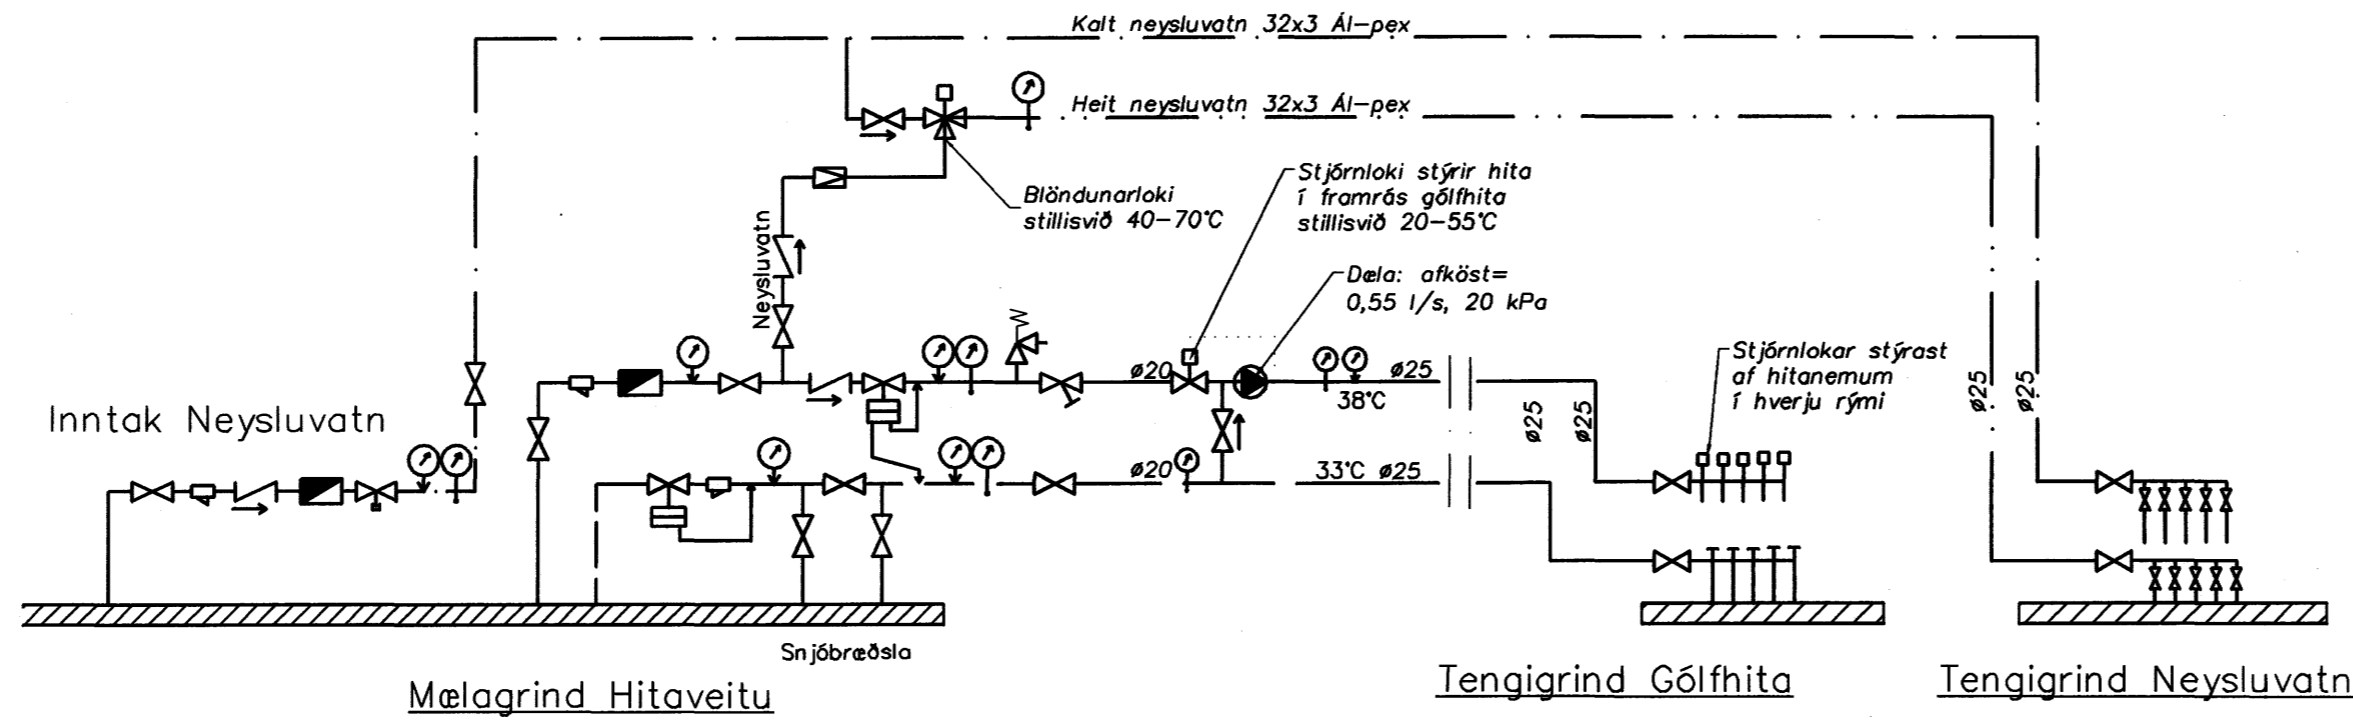 Kalt neysluvatn 32x3 Ál-pex
Heit neysluvatn 32x3 Ál-pex
Blöndunarloki
stillisvið 40-70°C
Stjórnloki stýrir hita
í framrás gólfhita
stillisvið 20-55°C
Dæla: afköst=
0,55 l/s, 20 kPa
Neysluvatn
Stjórnlokar stýrast
af hitanemum
í hverju rými
Inntak Neysluvatn
ø20
ø25
38°C
ø20
33°C ø25
ø25
ø25
ø25
ø25
Snjóbræðsla
Mælagrind Hitaveitu
Tengigrind Gólfhita
Tengigrind Neysluvatn